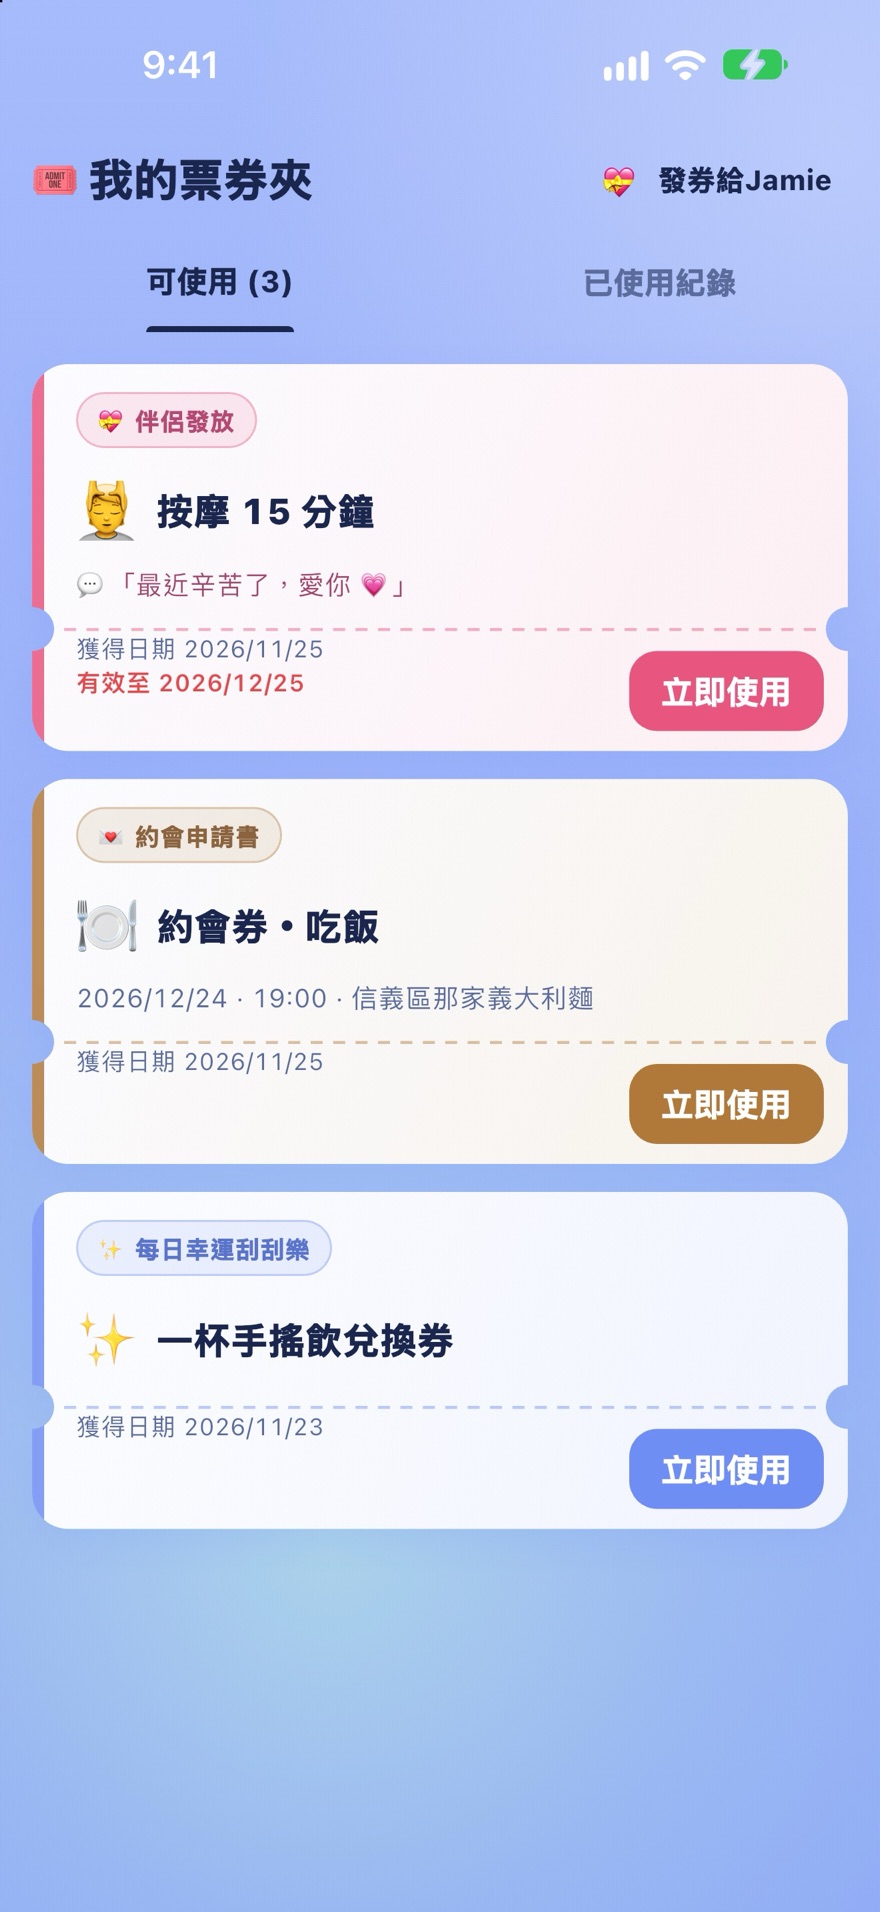 9:41
ADMIT ONE 我的票券夾
💝 發券給Jamie
可使用 (3)
已使用紀錄
💝 伴侶發放
按摩 15 分鐘
💬「最近辛苦了，愛你 💗」
獲得日期 2026/11/25
有效至 2026/12/25
立即使用
💌 約會申請書
🍽️ 約會券・吃飯
2026/12/24 · 19:00 · 信義區那家義大利麵
獲得日期 2026/11/25
立即使用
✨ 每日幸運刮刮樂
✨ 一杯手搖飲兌換券
獲得日期 2026/11/23
立即使用